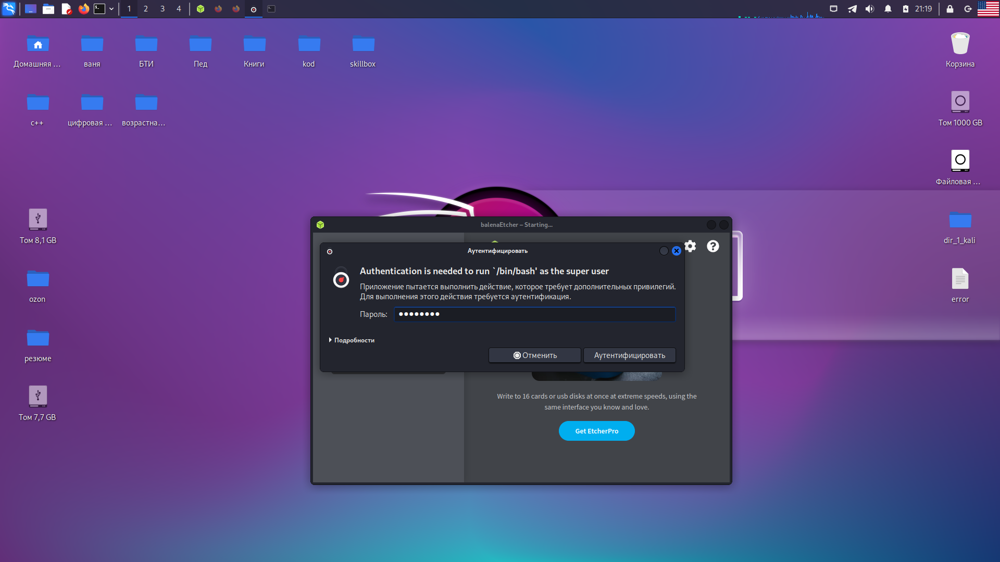 1 2 3 4
21:19
Домашняя ...
ваня
БТИ
Пед
Книги
kod
skillbox
Корзина
c++
цифровая ...
возрастна...
Том 1000 GB
Файловая ...
Том 8,1 GB
dir_1_kali
ozon
error
резюме
Том 7,7 GB
balenaEtcher – Starting...
Аутентифицировать
Authentication is needed to run `/bin/bash' as the super user
Приложение пытается выполнить действие, которое требует дополнительных привилегий.
Для выполнения этого действия требуется аутентификация.
Пароль: ●●●●●●●●
Подробности
Отменить
Аутентифицировать
Write to 16 cards or usb disks at once at extreme speeds, using the
same interface you know and love.
Get EtcherPro